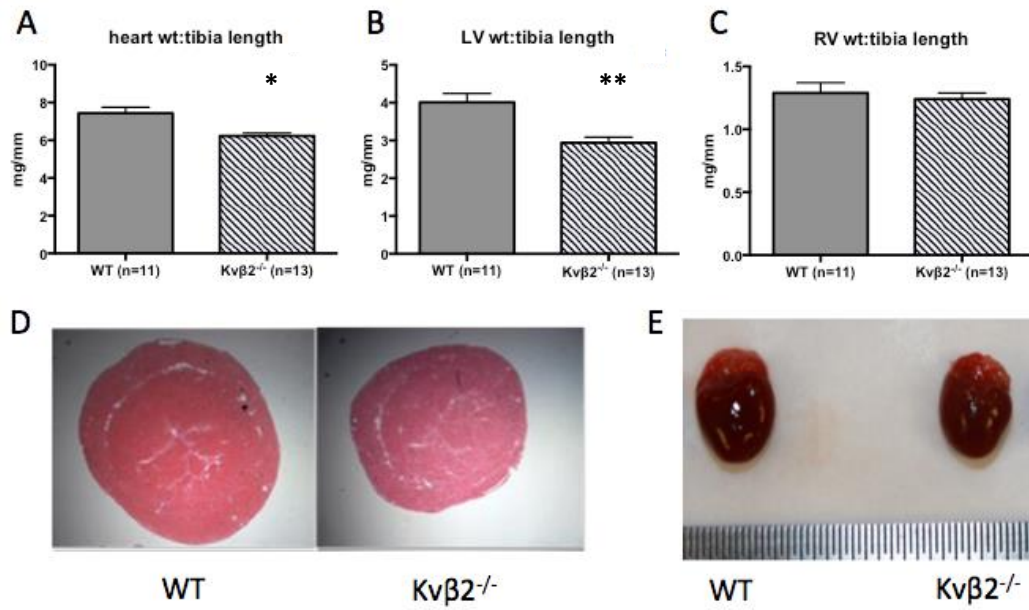 A
heart wt:tibia length
10
8
6
4
2
0
mg/mm
*
WT (n=11)
Kvβ2-/- (n=13)
B
LV wt:tibia length
5
4
3
2
1
0
mg/mm
**
WT (n=11)
Kvβ2-/- (n=13)
C
RV wt:tibia length
1.5
1.0
1.5
0.0
mg/mm
WT (n=11)
Kvβ2-/- (n=13)
D
WT
Kvβ2-/-
E
WT
Kvβ2-/-